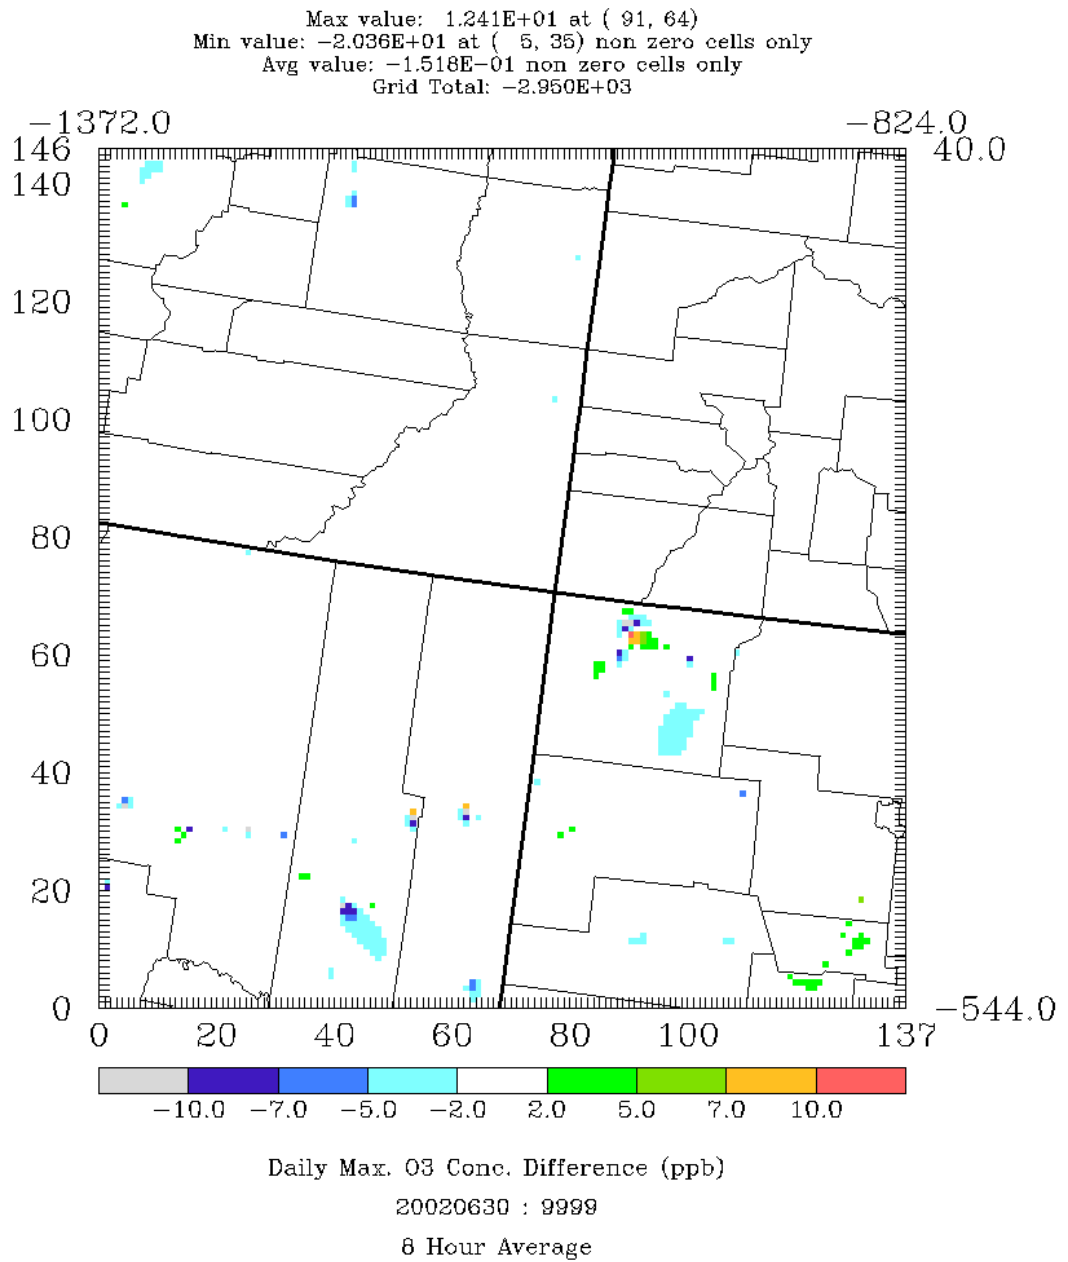 Max value: 1.241E+01 at ( 91, 64)
Min value: −2.036E+01 at ( 5, 35) non zero cells only
Avg value: −1.518E−01 non zero cells only
Grid Total: −2.950E+03
−1372.0 −824.0
146 40.0
140
120
100
80
60
40
20
0 −544.0
0 20 40 60 80 100 137
−10.0 −7.0 −5.0 −2.0 2.0 5.0 7.0 10.0
Daily Max. O3 Conc. Difference (ppb)
20020630 : 9999
8 Hour Average